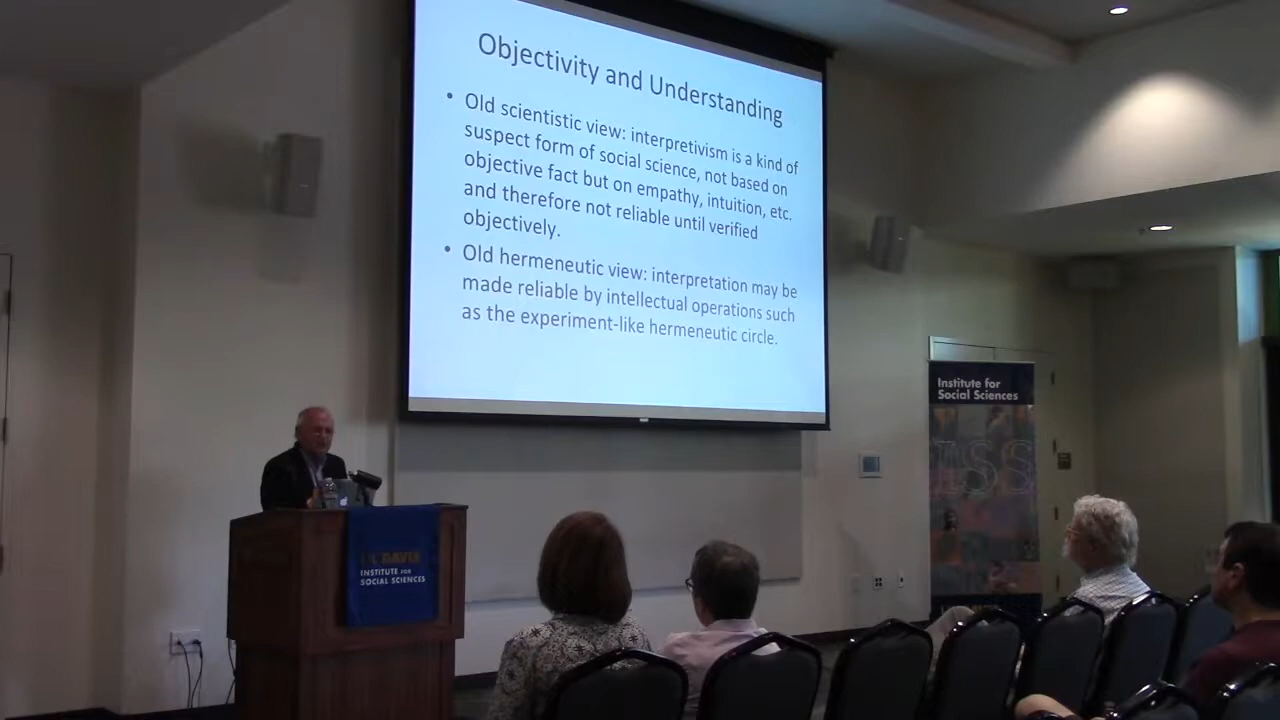 Objectivity and Understanding
• Old scientistic view: interpretivism is a kind of
suspect form of social science, not based on
objective fact but on empathy, intuition, etc.
and therefore not reliable until verified
objectively.
• Old hermeneutic view: interpretation may be
made reliable by intellectual operations such
as the experiment-like hermeneutic circle.
Institute for
Social Sciences
ISS
UC DAVIS
INSTITUTE FOR
SOCIAL SCIENCES